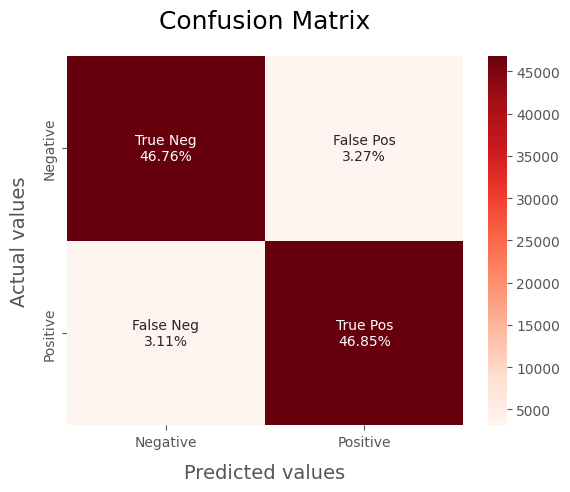 Confusion Matrix
Actual values
Negative
Positive
True Neg
46.76%
False Pos
3.27%
False Neg
3.11%
True Pos
46.85%
Negative
Positive
Predicted values
45000
40000
35000
30000
25000
20000
15000
10000
5000